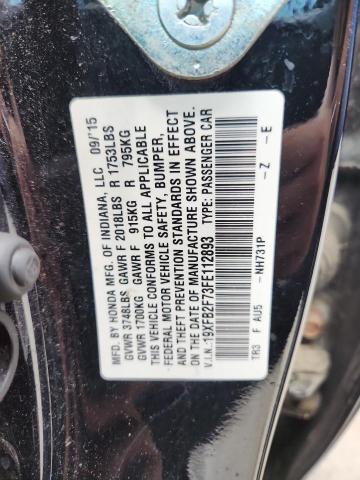 MFD. BY HONDA MFG. OF INDIANA, LLC 09/15
GVWR 3748LBS GAWR F 2018LBS R 1753LBS
GVWR 1700KG GAWR F 915KG R 795KG
THIS VEHICLE CONFORMS TO ALL APPLICABLE
FEDERAL MOTOR VEHICLE SAFETY, BUMPER,
THEFT PREVENTION STANDARDS IN EFFECT
ON THE DATE OF MANUFACTURE SHOWN ABOVE.
V.I.N.:19XFB2F73FE112893 TYPE: PASSENGER CAR
NH731P -Z -E
TR3 F AU5